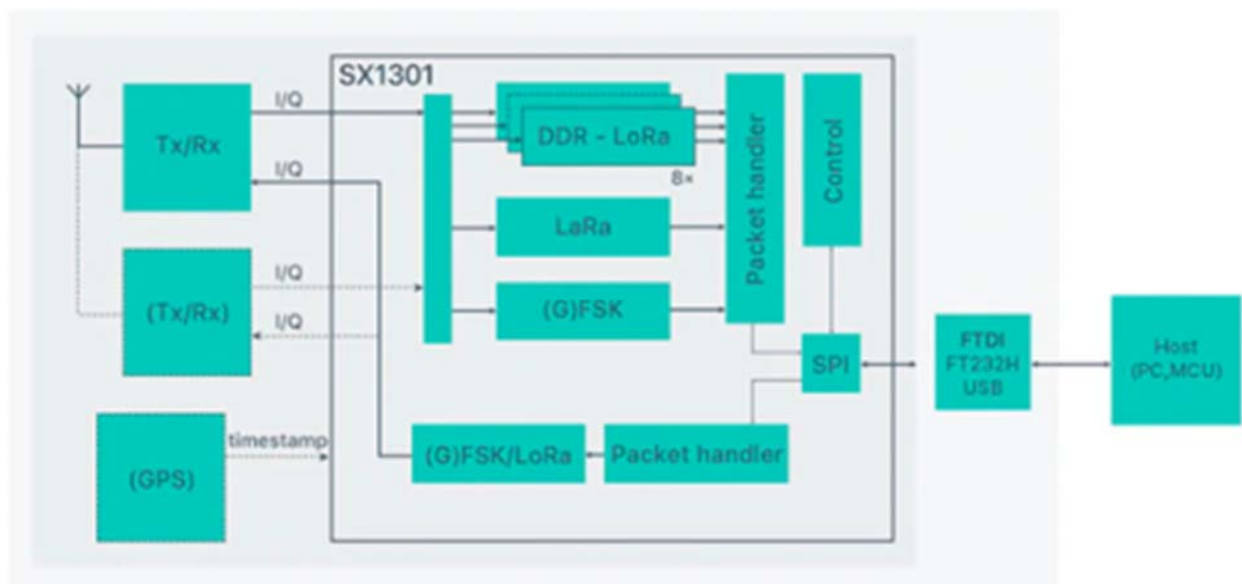 SX1301
I/Q
Tx/Rx
DDR - LoRa
8×
I/Q
Packet handler
Control
LaRa
I/Q
(Tx/Rx)
(G)FSK
I/Q
SPI
FTDI
FT232H
USB
Host
(PC,MCU)
timestamp
(GPS)
(G)FSK/LoRa
Packet handler